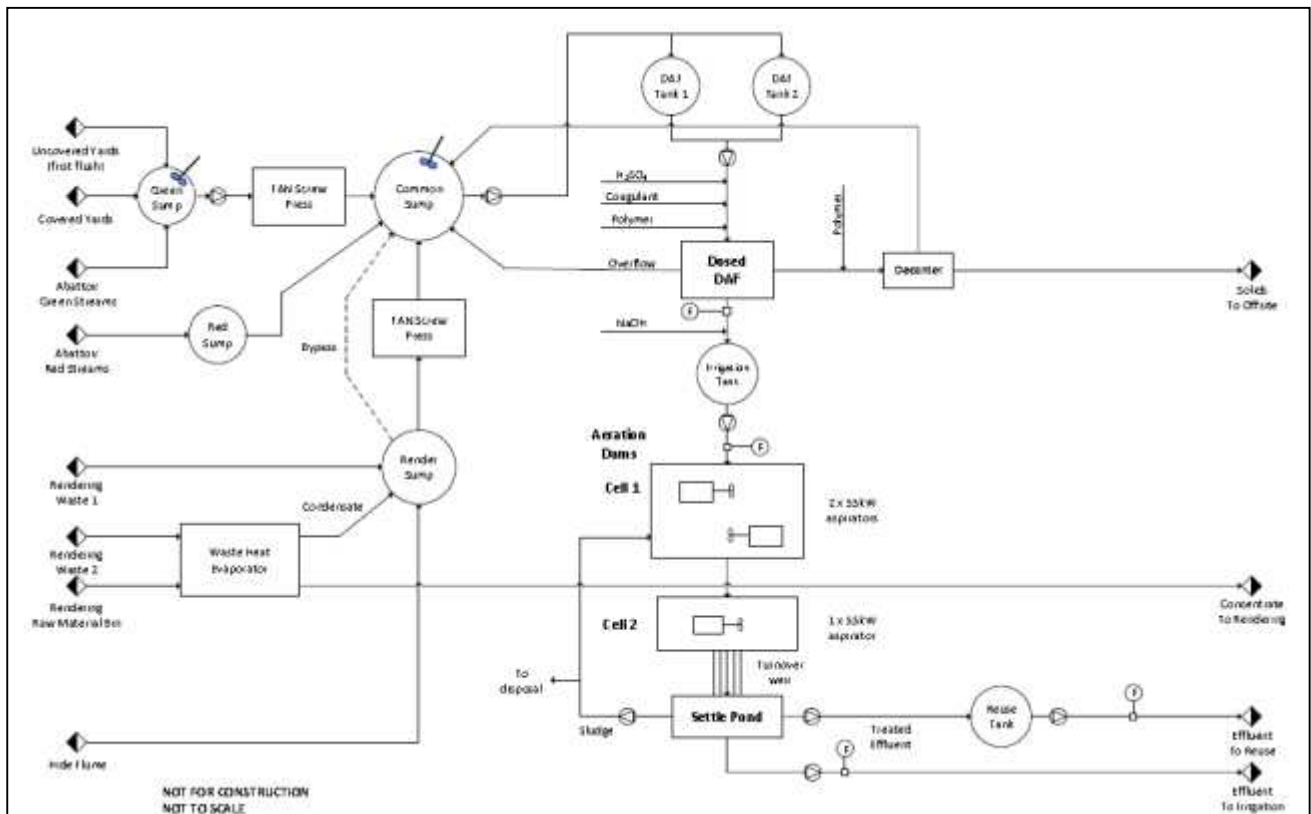 DAF
Tank 1
DAF
Tank 2
Uncovered Yards
(first flush)
Green
Sump
FAN Screw
Press
Common
Sump
H₂SO₄
Coagulant
Polymer
Covered Yards
Polymer
Overflow
Dosed
DAF
Decanter
Abattoir
Green Streams
Solids
To Offsite
Red
Sump
FAN Screw
Press
NaOH
Bypass
Abattoir
Red Streams
Irrigation
Tank
F
F
Aeration
Dams
Render
Sump
Cell 1
Rendering
Waste 1
Condensate
aspirators
Waste Heat
Evaporator
Rendering
Waste 2
Rendering
Raw Material Bin
Concentrate
To Rendering
Cell 2
aspirator
Turnover
weir
To
disposal
Settle Pond
Sludge
Treated
Effluent
Reuse
Tank
F
F
Effluent
To Reuse
Hide Flume
Effluent
To Irrigation
NOT FOR CONSTRUCTION
NOT TO SCALE